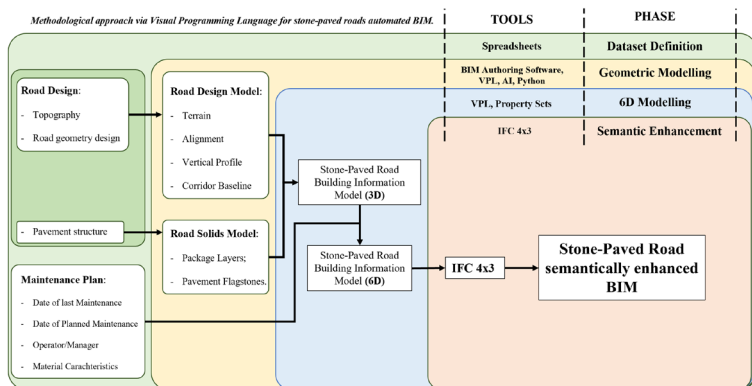 Methodological approach via Visual Programming Language for stone-paved roads automated BIM.
TOOLS
PHASE
Spreadsheets
Dataset Definition
BIM Authoring Software,
VPL, AI, Python
Geometric Modelling
VPL, Property Sets
6D Modelling
IFC 4x3
Semantic Enhancement
Road Design:
- Topography
- Road geometry design
- Pavement structure
Maintenance Plan:
- Date of last Maintenance
- Date of Planned Maintenance
- Operator/Manager
- Material Carachteristics
Road Design Model:
- Terrain
- Alignment
- Vertical Profile
- Corridor Baseline
Road Solids Model:
- Package Layers;
- Pavement Flagstones.
Stone-Paved Road
Building Information
Model (3D)
Stone-Paved Road
Building Information
Model (6D)
IFC 4x3
Stone-Paved Road
semantically enhanced
BIM